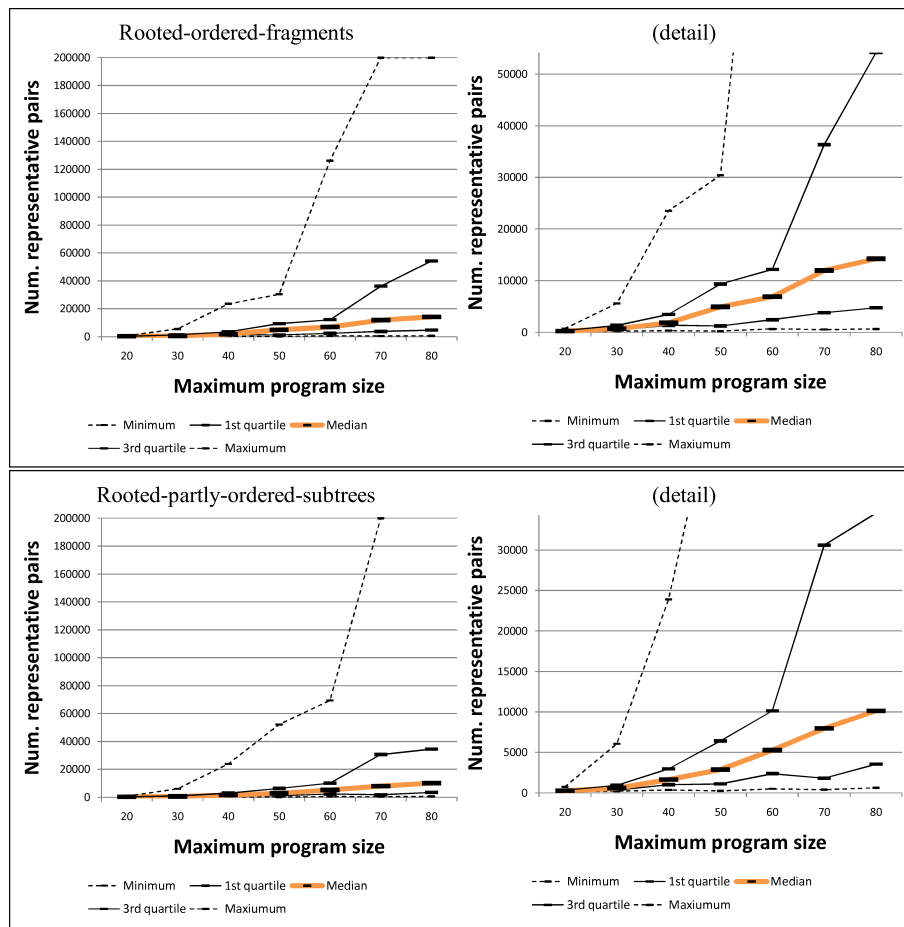 Rooted-ordered-fragments
(detail)
Num. representative pairs
200000
180000
160000
140000
120000
100000
80000
60000
40000
20000
0
20 30 40 50 60 70 80
Maximum program size
Minimum 1st quartile Median
3rd quartile Maxiumum
Num. representative pairs
50000
40000
30000
20000
10000
0
20 30 40 50 60 70 80
Maximum program size
Minimum 1st quartile Median
3rd quartile Maxiumum
Rooted-partly-ordered-subtrees
(detail)
Num. representative pairs
200000
180000
160000
140000
120000
100000
80000
60000
40000
20000
0
20 30 40 50 60 70 80
Maximum program size
Minimum 1st quartile Median
3rd quartile Maxiumum
Num. representative pairs
30000
25000
20000
15000
10000
5000
0
20 30 40 50 60 70 80
Maximum program size
Minimum 1st quartile Median
3rd quartile Maxiumum